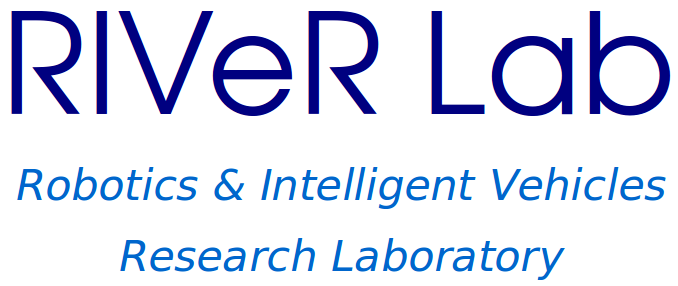 RIVeR Lab
Robotics & Intelligent Vehicles
Research Laboratory